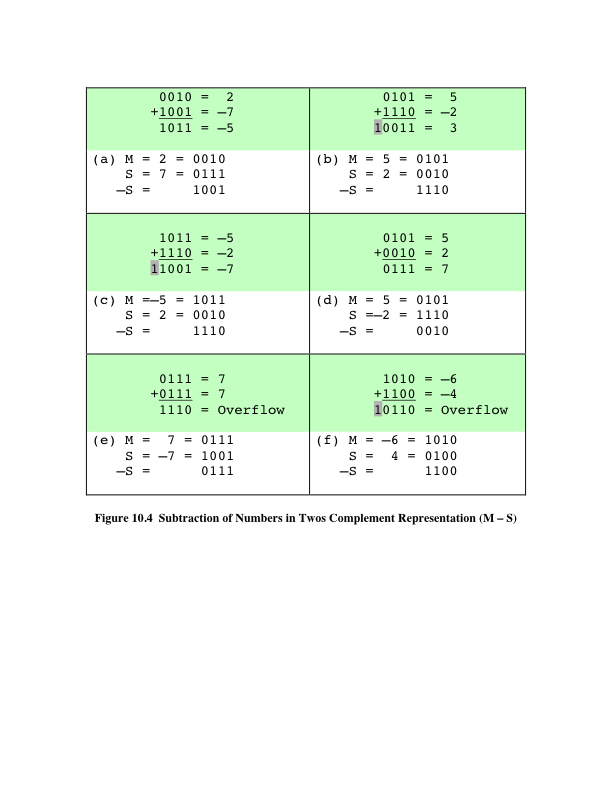 0010 = 2
+1001 = −7
1011 = −5
(a) M = 2 = 0010
S = 7 = 0111
−S = 1001
0101 = 5
+1110 = −2
10011 = 3
(b) M = 5 = 0101
S = 2 = 0010
−S = 1110
1011 = −5
+1110 = −2
11001 = −7
(c) M =−5 = 1011
S = 2 = 0010
−S = 1110
0101 = 5
+0010 = 2
0111 = 7
(d) M = 5 = 0101
S =−2 = 1110
−S = 0010
0111 = 7
+0111 = 7
1110 = Overflow
(e) M = 7 = 0111
S = −7 = 1001
−S = 0111
1010 = −6
+1100 = −4
10110 = Overflow
(f) M = −6 = 1010
S = 4 = 0100
−S = 1100
Figure 10.4 Subtraction of Numbers in Twos Complement Representation (M – S)